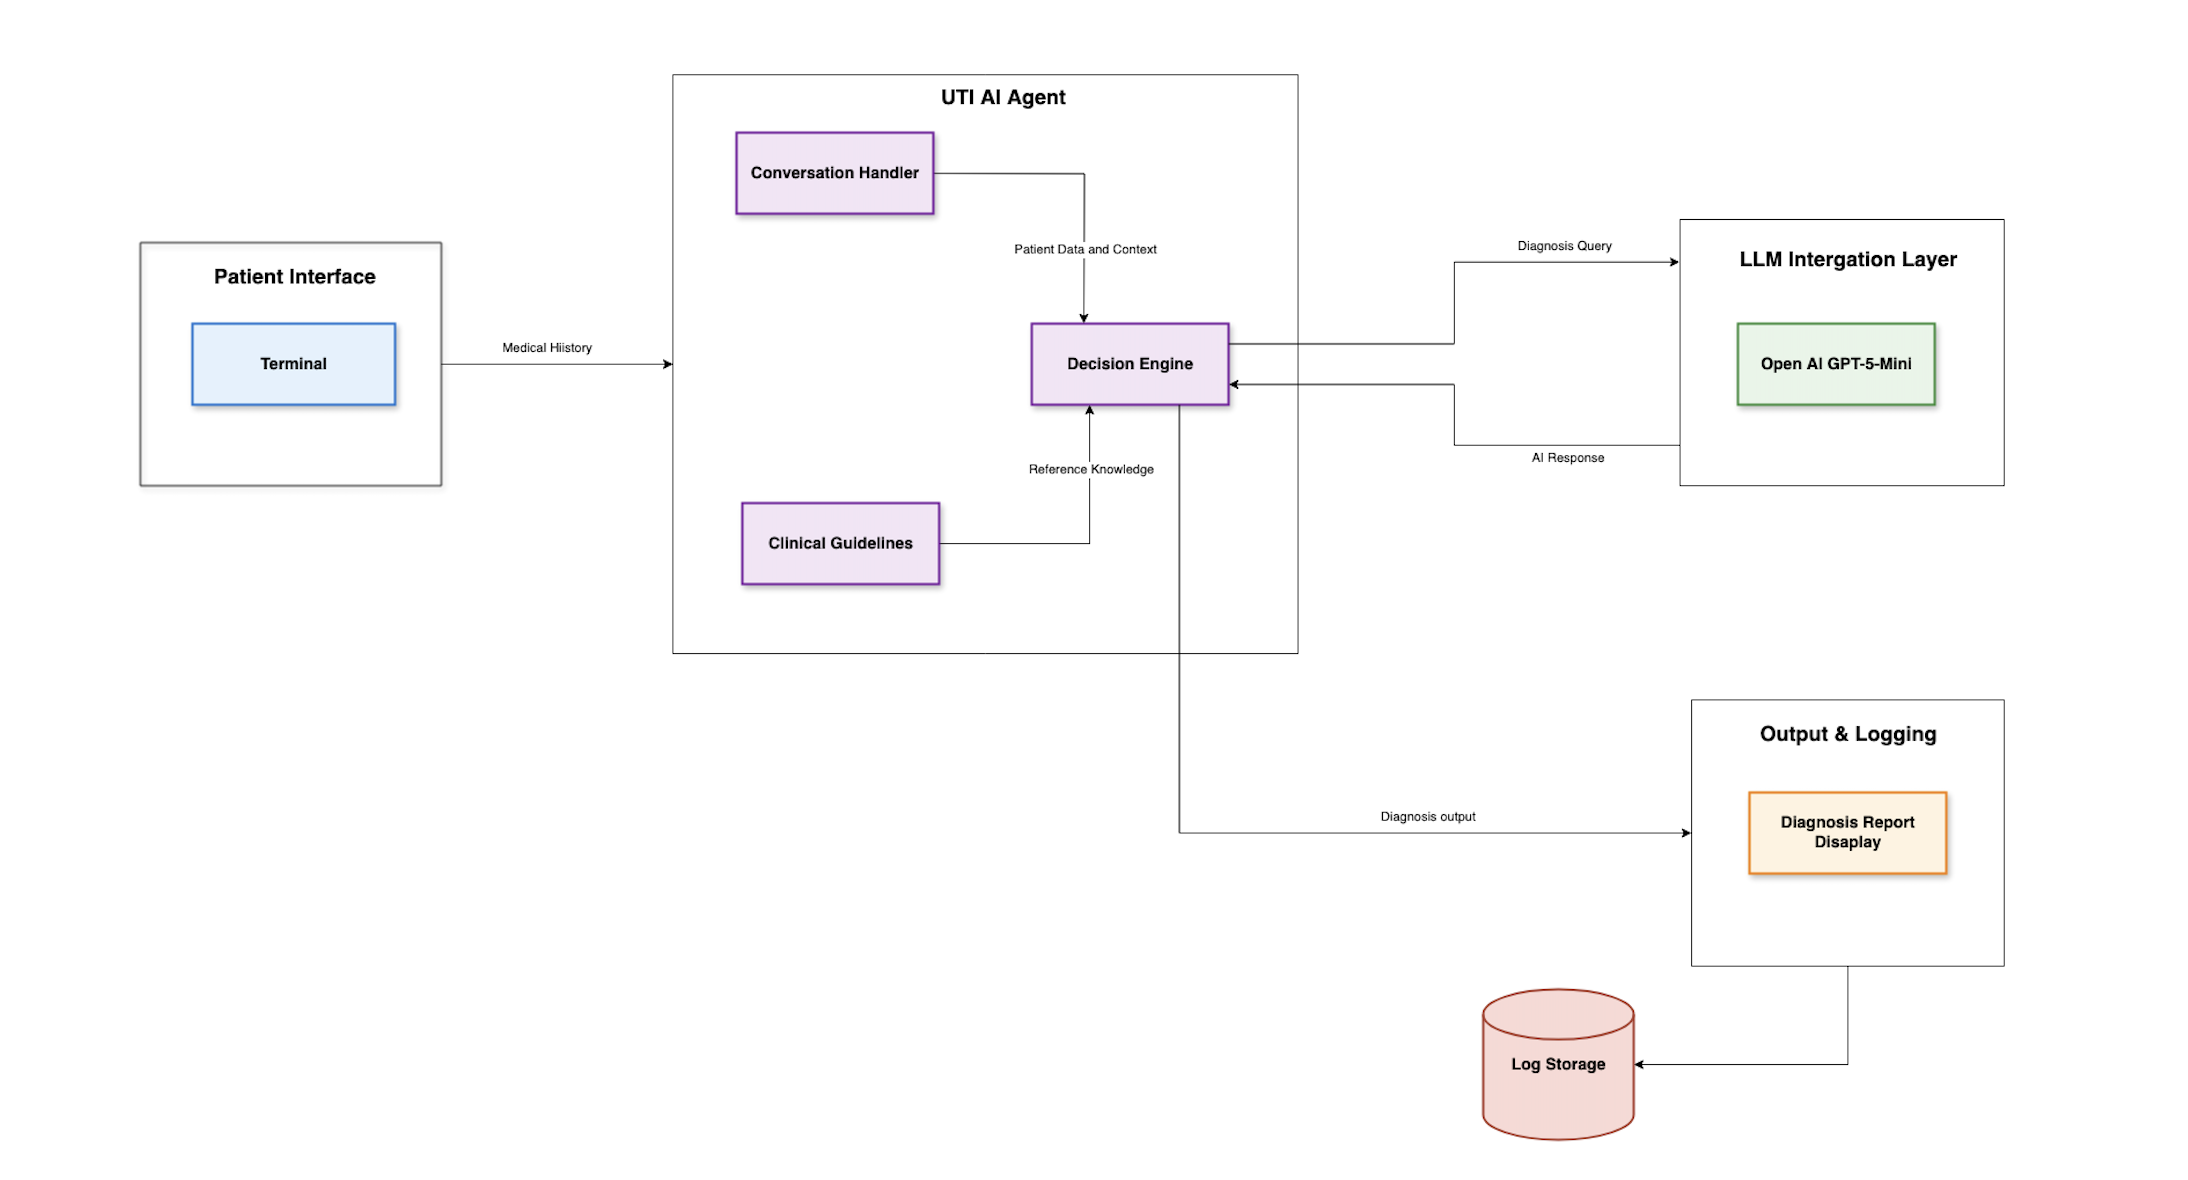 UTI AI Agent
Conversation Handler
Patient Data and Context
Patient Interface
Terminal
Medical Hiistory
Decision Engine
Reference Knowledge
Clinical Guidelines
Diagnosis Query
LLM Intergation Layer
Open AI GPT-5-Mini
AI Response
Output & Logging
Diagnosis output
Diagnosis Report
Disaplay
Log Storage